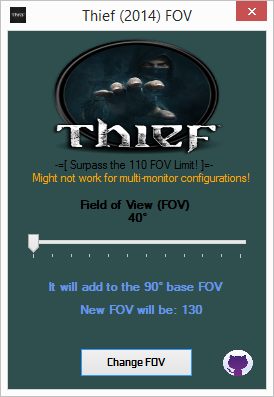 Thief (2014) FOV
THIEF
-=[ Surpass the 110 FOV Limit! ]=-
Might not work for multi-monitor configurations!
Field of View (FOV)
40°
It will add to the 90° base FOV
New FOV will be: 130
Change FOV